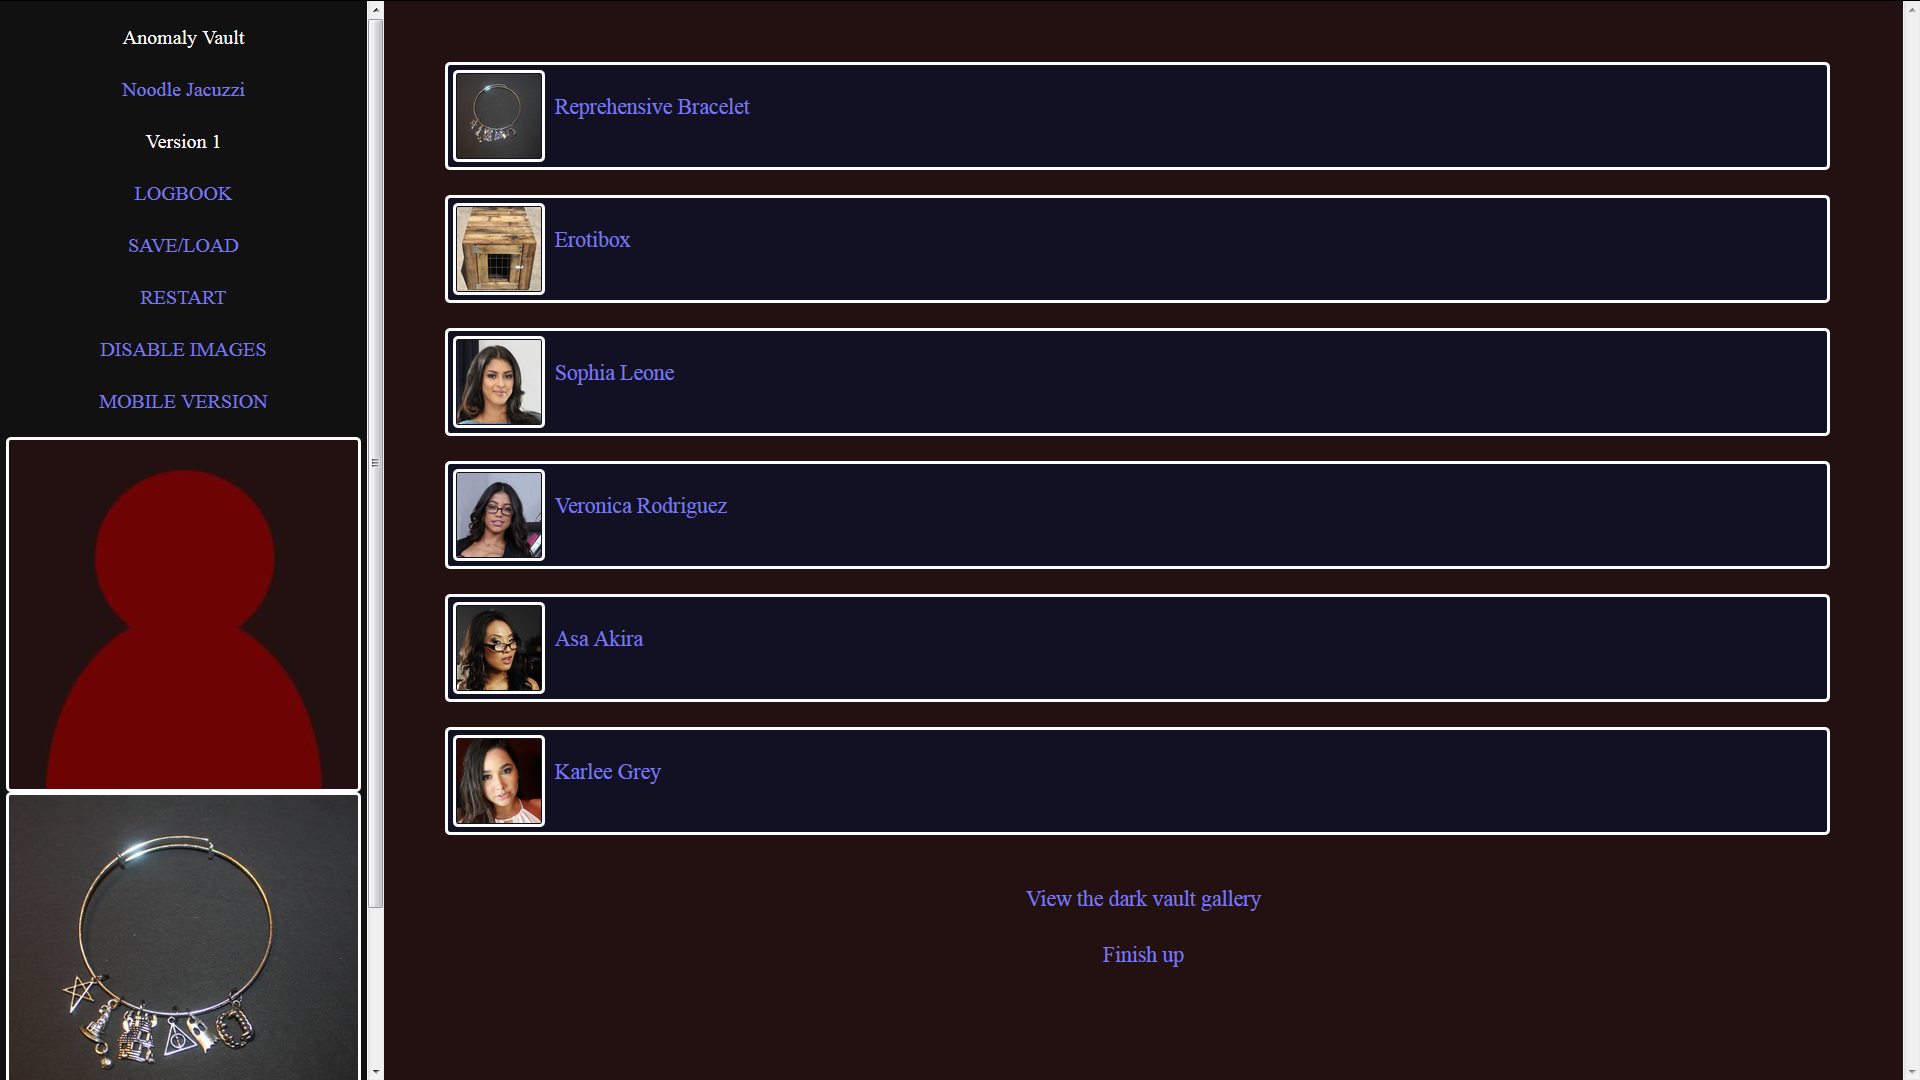 Anomaly Vault
Noodle Jacuzzi
Version 1
LOGBOOK
SAVE/LOAD
RESTART
DISABLE IMAGES
MOBILE VERSION
Reprehensive Bracelet
Erotibox
Sophia Leone
Veronica Rodriguez
Asa Akira
Karlee Grey
View the dark vault gallery
Finish up